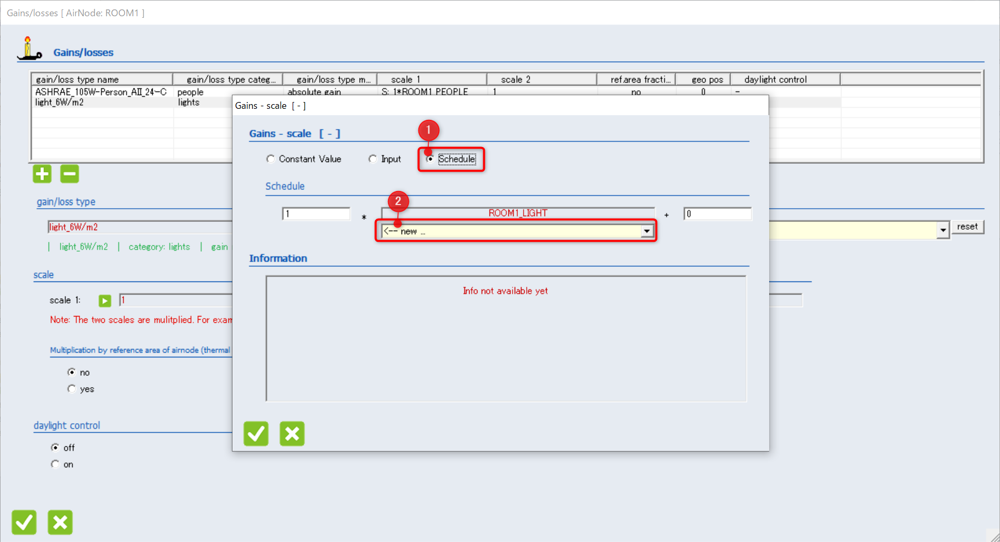 Gains/losses [ AirNode: ROOM1 ]
Gains/losses
gain/loss type name gain/loss type categ... gain/loss type m... scale 1 scale 2 ref.area fracti... geo pos daylight control
ASHRAE_105W-Person_AII_24-C people absolute gain S: 1*ROOM1_PEOPLE 1 no 0 -
light_6W/m2 lights
Gains - scale [ - ]
Gains - scale [ - ]
1
Constant Value Input Schedule
Schedule
2
1 * ROOM1_LIGHT + 0
<-- new ...
Information
Info not available yet
gain/loss type
light_6W/m2
reset
| light_6W/m2 | category: lights | gain
scale
scale 1: 1
Note: The two scales are mulitplied. For exam
Multiplication by reference area of airnode (thermal
no
yes
daylight control
off
on